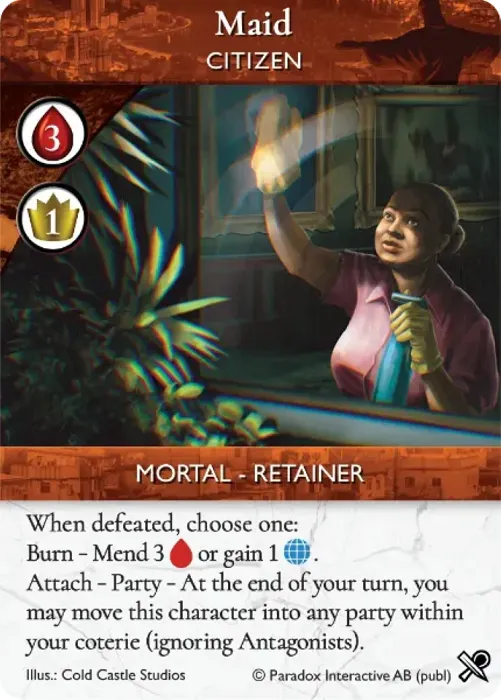 Maid
CITIZEN
3
1
MORTAL - RETAINER
When defeated, choose one:
Burn - Mend 3 or gain 1 .
Attach - Party - At the end of your turn, you
may move this character into any party within
your coterie (ignoring Antagonists).
Illus.: Cold Castle Studios © Paradox Interactive AB (publ)